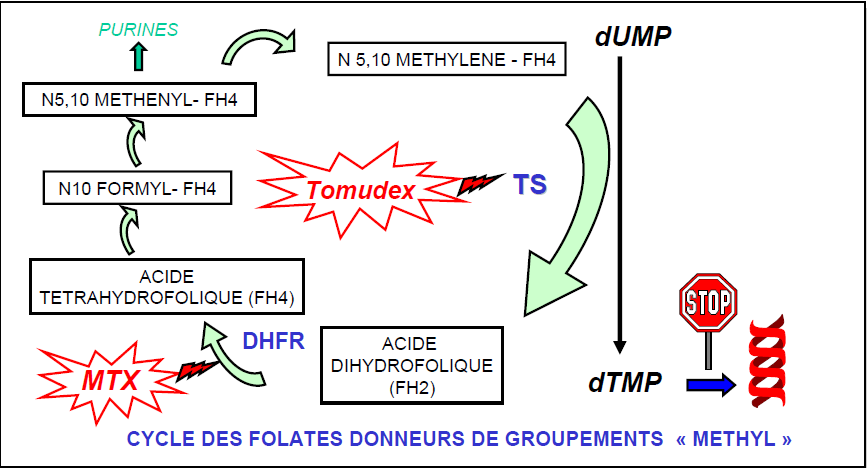 PURINES
N 5,10 METHYLENE - FH4
dUMP
N5,10 METHENYL- FH4
N10 FORMYL- FH4
Tomudex
TS
ACIDE
TETRAHYDROFOLIQUE (FH4)
STOP
DHFR
ACIDE
DIHYDROFOLIQUE
(FH2)
MTX
dTMP
CYCLE DES FOLATES DONNEURS DE GROUPEMENTS « METHYL »